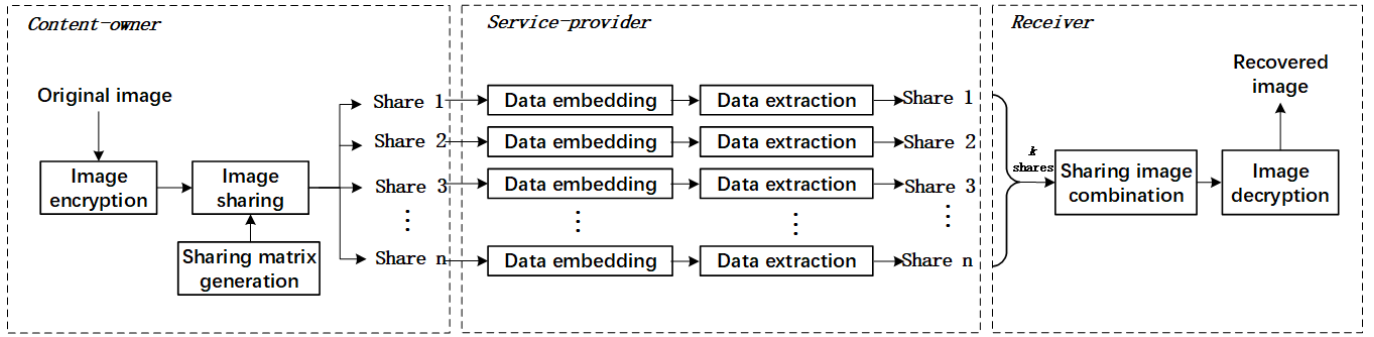 Content-owner
Original image
Image
encryption
Image
sharing
Sharing matrix
generation
Share 1
Share 2
Share 3
Share n
Service-provider
Data embedding
Data extraction
Share 1
Data embedding
Data extraction
Share 2
Data embedding
Data extraction
Share 3
Data embedding
Data extraction
Share n
Receiver
k
shares
Sharing image
combination
Image
decryption
Recovered
image